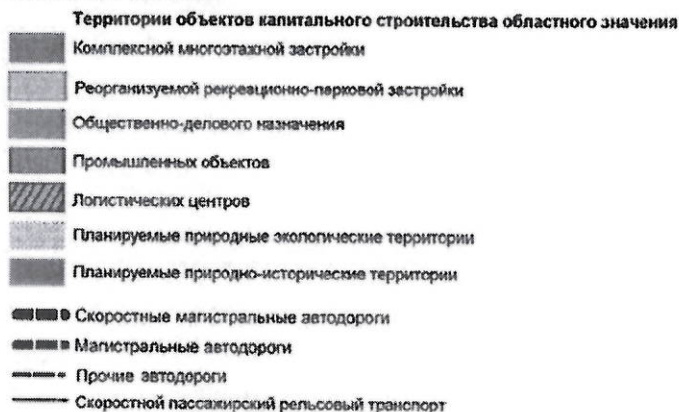 Территории объектов капитального строительства областного значения
Комплексной многоэтажной застройки
Реорганизуемой рекреационно-парковой застройки
Общественно-делового назначения
Промышленных объектов
Логистических центров
Планируемые природные экологические территории
Планируемые природно-исторические территории
Скоростные магистральные автодороги
Магистральные автодороги
Прочие автодороги
Скоростной пассажирский рельсовый транспорт